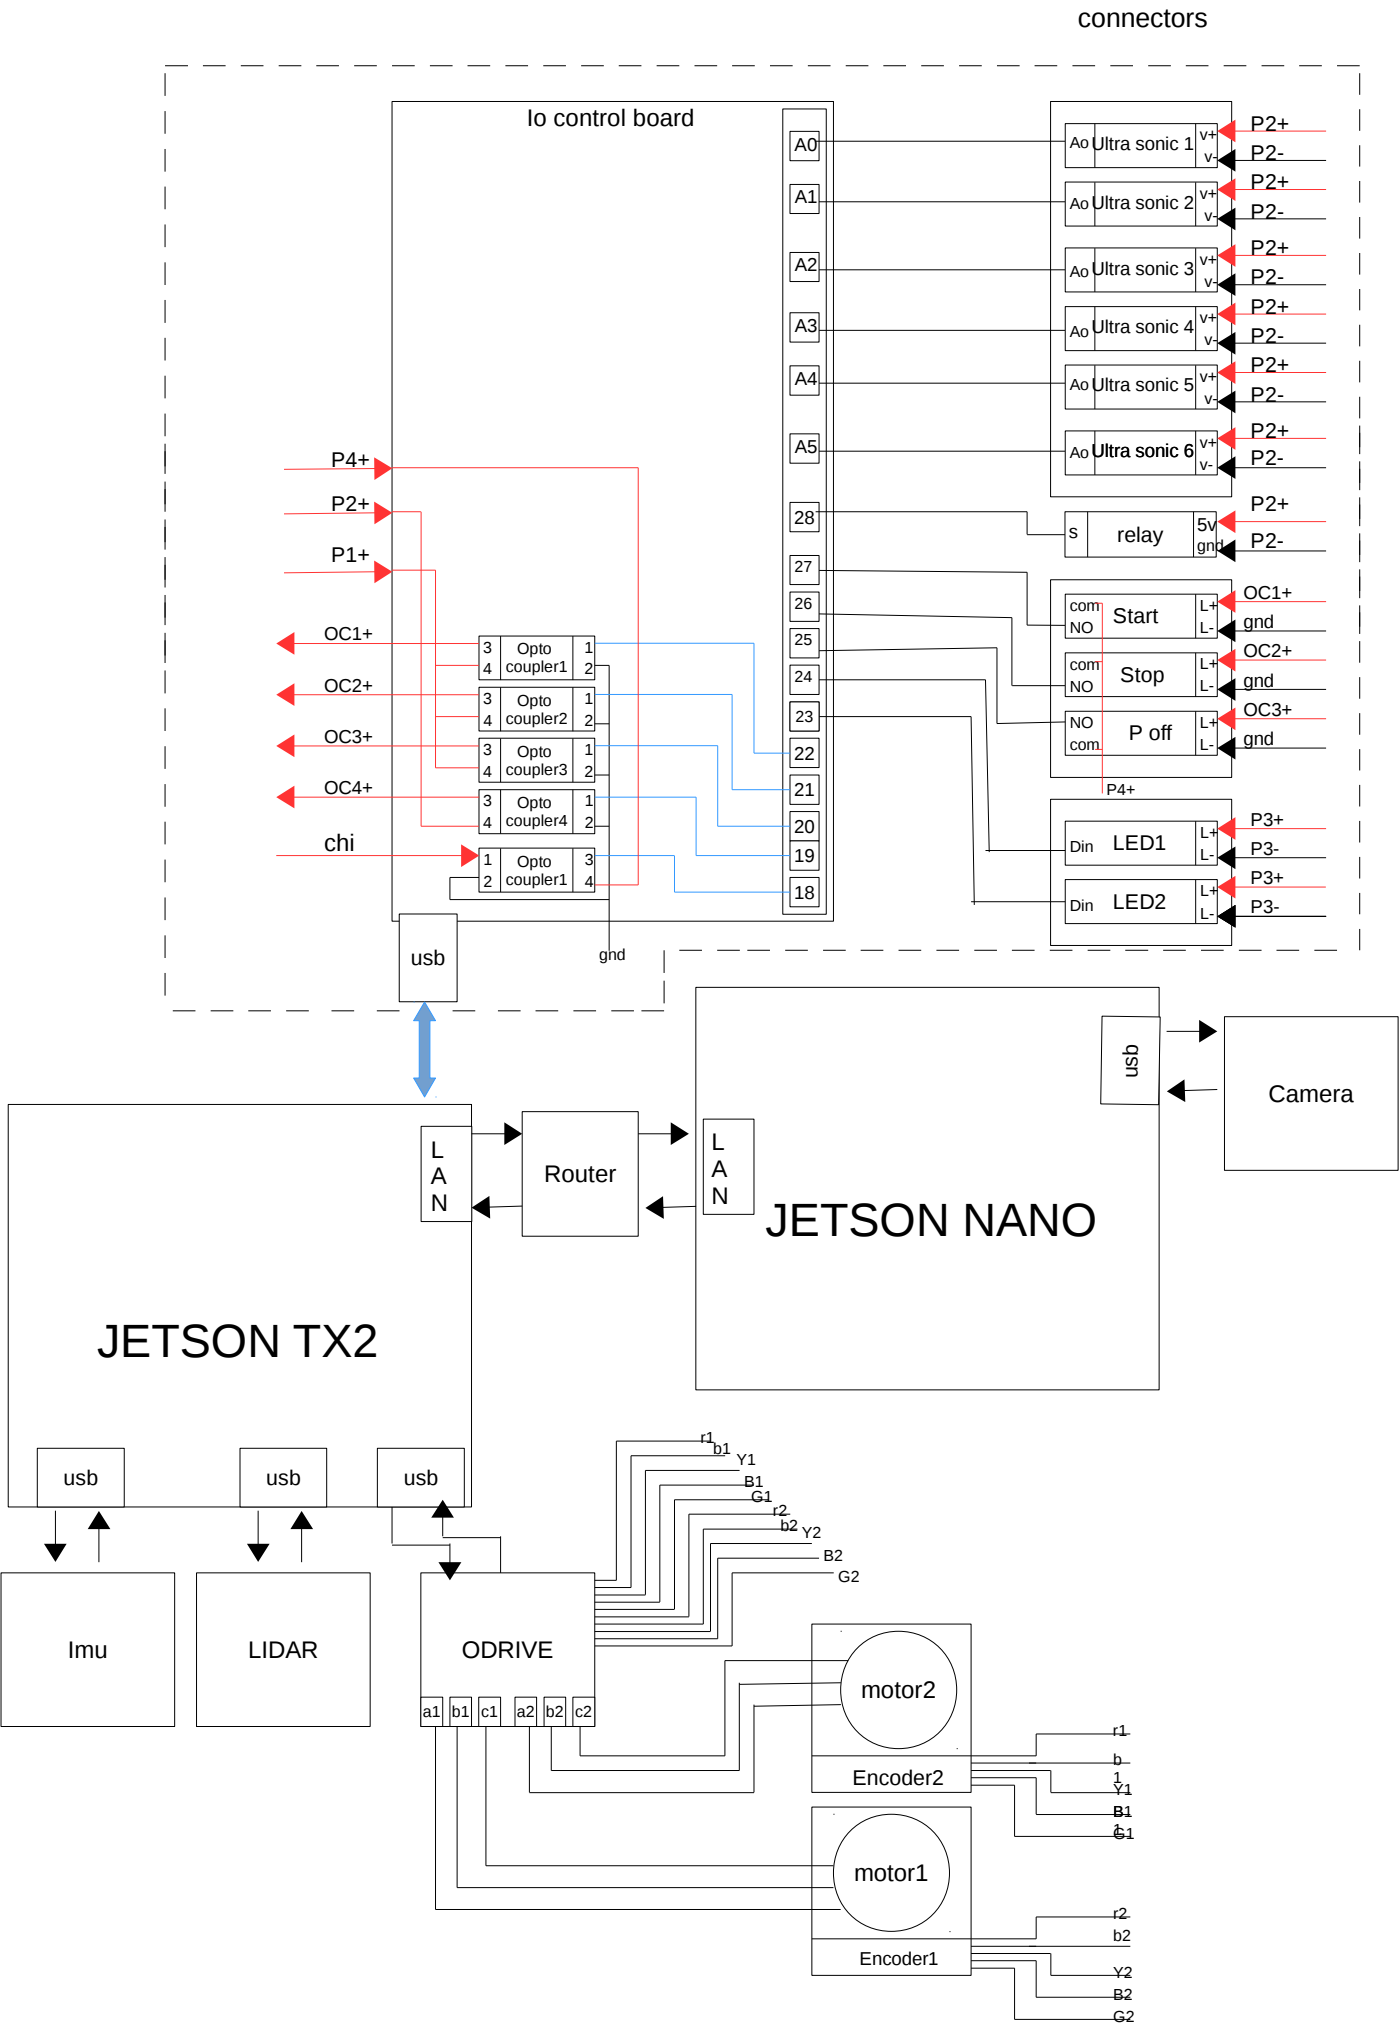 connectors
Io control board
A0
A1
A2
A3
A4
A5
28
27
26
25
24
23
22
21
20
19
18
Ao Ultra sonic 1 v+ v-
P2+
P2-
Ao Ultra sonic 2 v+ v-
P2+
P2-
Ao Ultra sonic 3 v+ v-
P2+
P2-
Ao Ultra sonic 4 v+ v-
P2+
P2-
Ao Ultra sonic 5 v+ v-
P2+
P2-
Ao Ultra sonic 6 v+ v-
P2+
P2-
s relay 5v gnd
P2+
P2-
com NO Start L+ L-
OC1+
gnd
com NO Stop L+ L-
OC2+
gnd
NO com P off L+ L-
OC3+
gnd
P4+
Din LED1 L+ L-
P3+
P3-
Din LED2 L+ L-
P3+
P3-
P4+
P2+
P1+
OC1+
OC2+
OC3+
OC4+
chi
3 Opto 1
4 coupler1 2
3 Opto 1
4 coupler2 2
3 Opto 1
4 coupler3 2
3 Opto 1
4 coupler4 2
1 Opto 3
2 coupler1 4
gnd
usb
usb
Camera
L
A
N
Router
L
A
N
JETSON NANO
JETSON TX2
usb
usb
usb
r1
b1
Y1
B1
G1
r2
b2
Y2
B2
G2
Imu
LIDAR
ODRIVE
a1 b1 c1 a2 b2 c2
motor2
Encoder2
r1
b
1
Y1
B1
1
G1
motor1
Encoder1
r2
b2
Y2
B2
G2